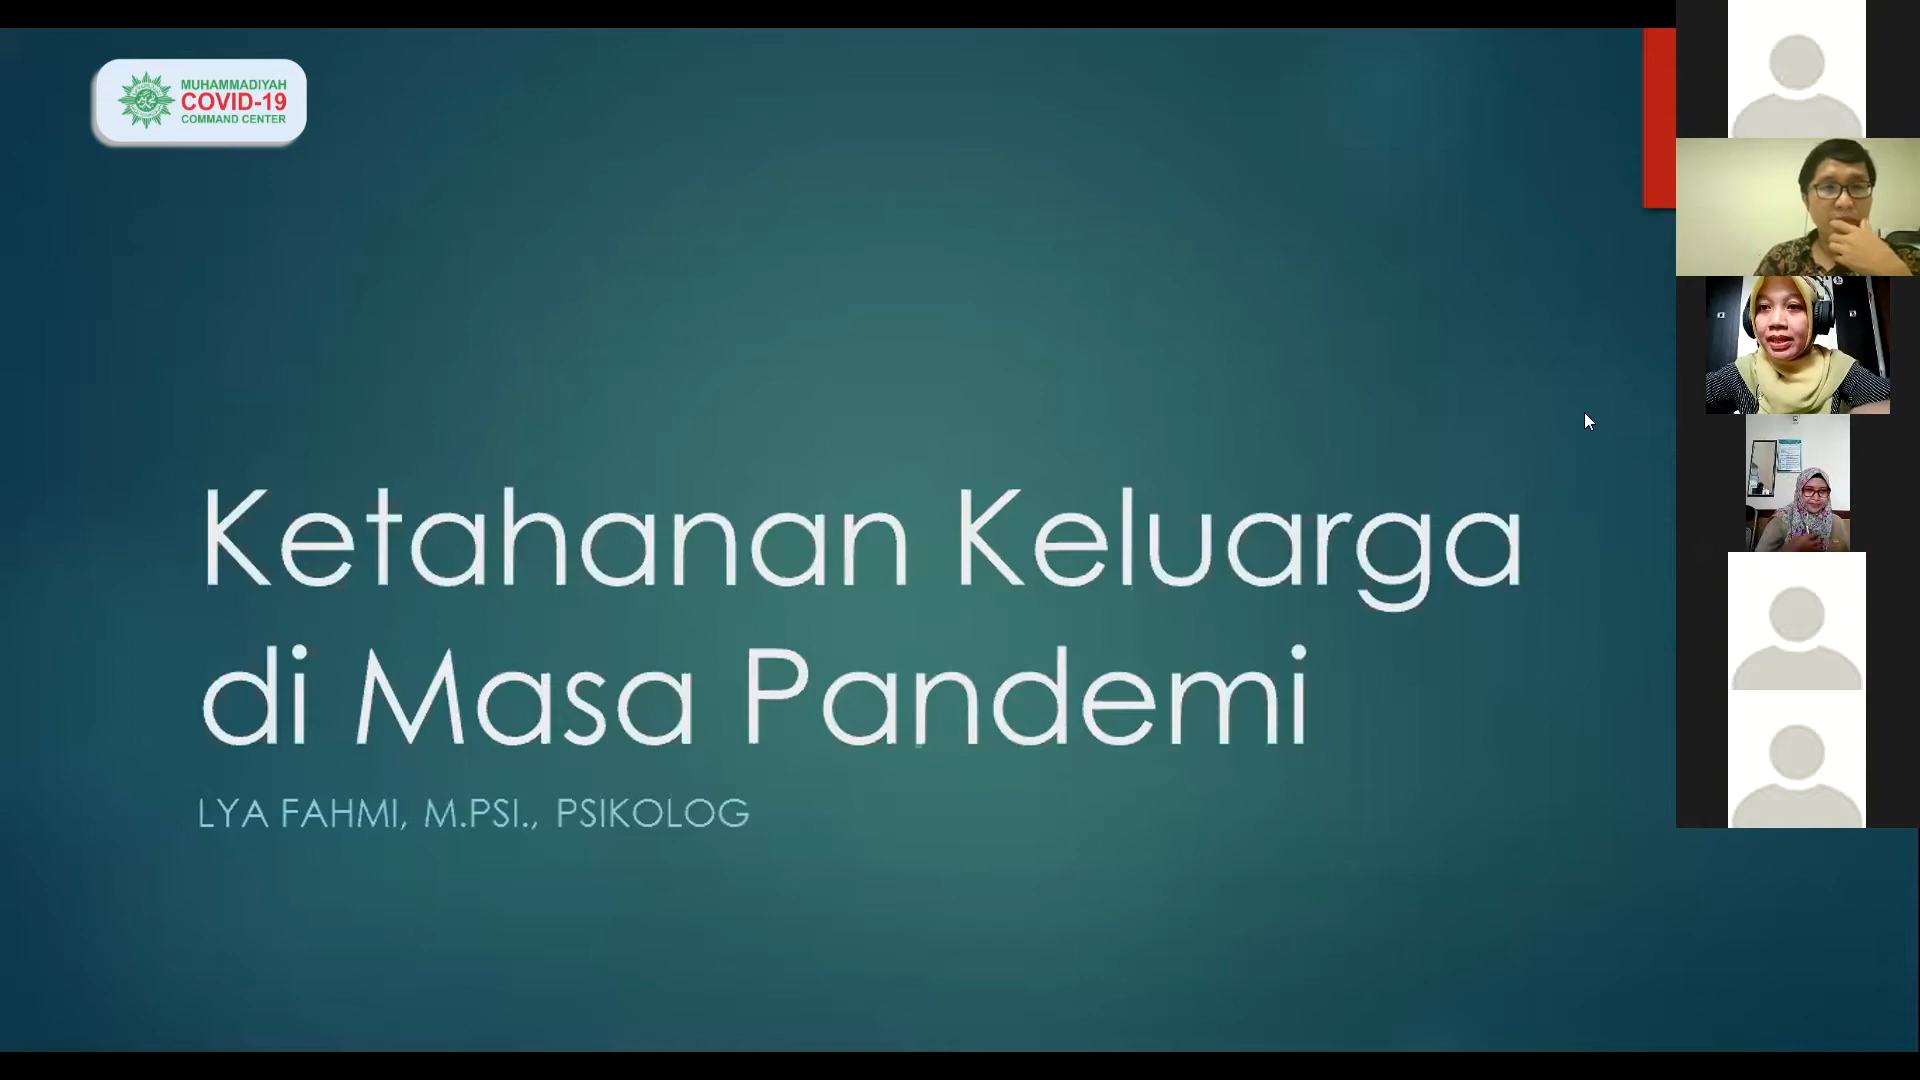 MUHAMMADIYAH
COVID-19
COMMAND CENTER
Ketahanan Keluarga
di Masa Pandemi
LYA FAHMI, M.PSI., PSIKOLOG